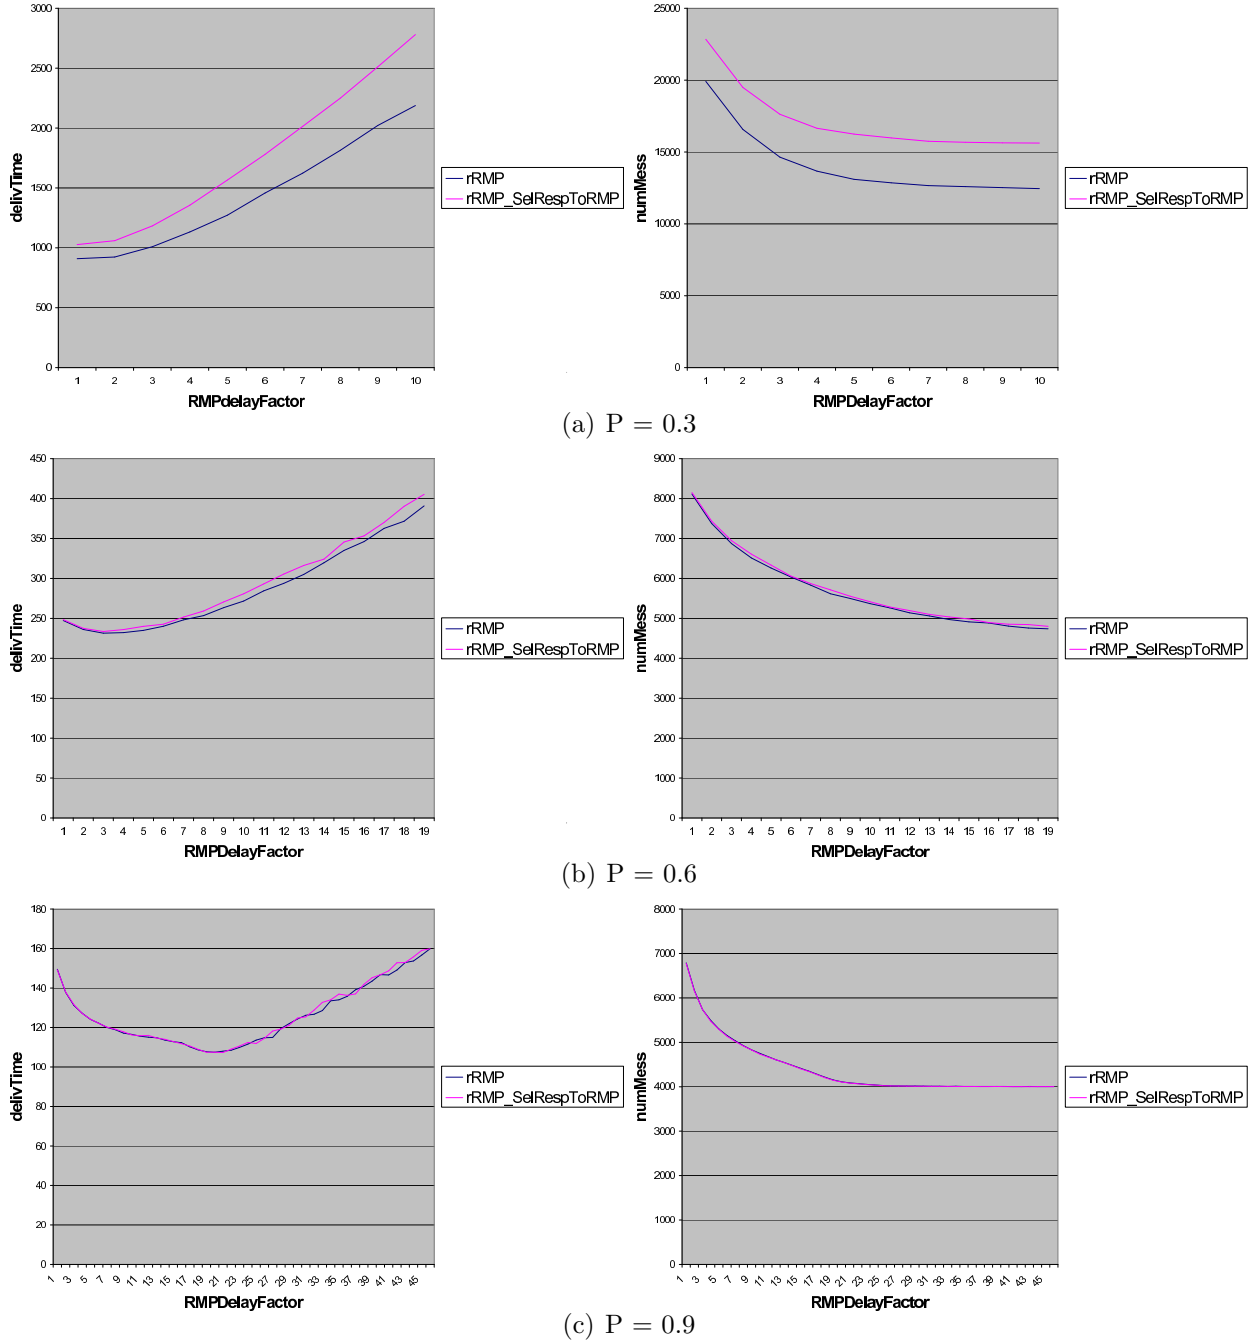 3000
2500
2000
1500
1000
500
0
delivTime
1 2 3 4 5 6 7 8 9 10
RMPdelayFactor
rRMP
rRMP_SelRespToRMP
25000
20000
15000
10000
5000
0
numMess
1 2 3 4 5 6 7 8 9 10
RMPDelayFactor
rRMP
rRMP_SelRespToRMP
(a) P = 0.3
450
400
350
300
250
200
150
100
50
0
delivTime
1 2 3 4 5 6 7 8 9 10 11 12 13 14 15 16 17 18 19
RMPDelayFactor
rRMP
rRMP_SelRespToRMP
9000
8000
7000
6000
5000
4000
3000
2000
1000
0
numMess
1 2 3 4 5 6 7 8 9 10 11 12 13 14 15 16 17 18 19
RMPDelayFactor
rRMP
rRMP_SelRespToRMP
(b) P = 0.6
180
160
140
120
100
80
60
40
20
0
delivTime
1 3 5 7 9 11 13 15 17 19 21 23 25 27 29 31 33 35 37 39 41 43 45
RMPDelayFactor
rRMP
rRMP_SelRespToRMP
8000
7000
6000
5000
4000
3000
2000
1000
0
numMess
1 3 5 7 9 11 13 15 17 19 21 23 25 27 29 31 33 35 37 39 41 43 45
RMPDelayFactor
rRMP
rRMP_SelRespToRMP
(c) P = 0.9